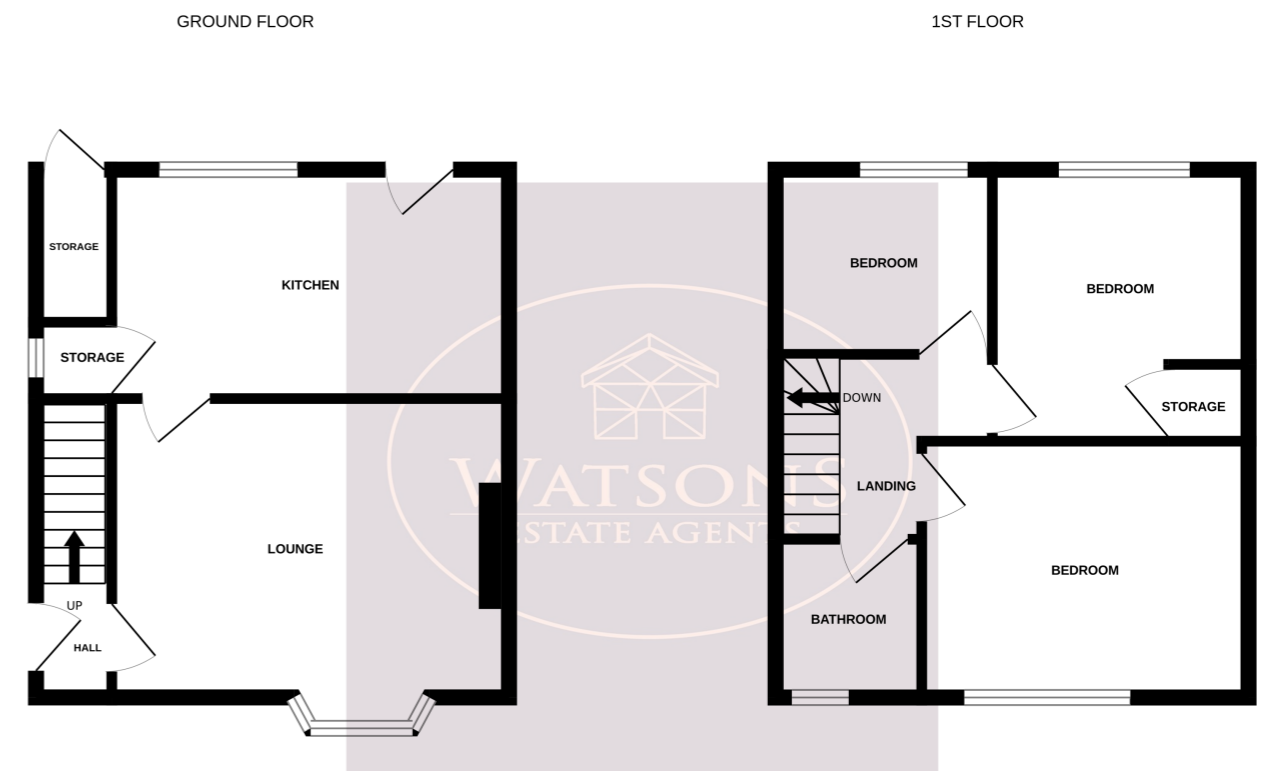 GROUND FLOOR
1ST FLOOR
STORAGE
KITCHEN
STORAGE
LOUNGE
UP
HALL
BEDROOM
BEDROOM
DOWN
STORAGE
LANDING
BEDROOM
BATHROOM
WATSONS
ESTATE AGENTS